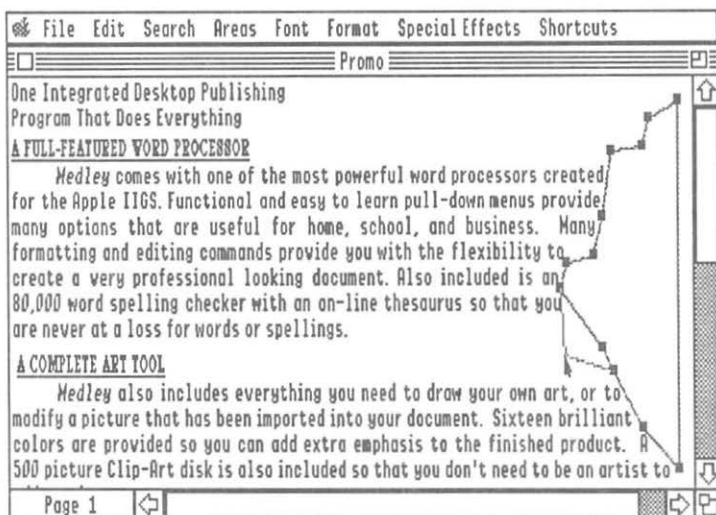 File Edit Search Areas Font Format Special Effects Shortcuts
Promo
One Integrated Desktop Publishing
Program That Does Everything
A FULL-FEATURED WORD PROCESSOR
Medley comes with one of the most powerful word processors created
for the Apple IIGS. Functional and easy to learn pull-down menus provide
many options that are useful for home, school, and business. Many
formatting and editing commands provide you with the flexibility to
create a very professional looking document. Also included is an
80,000 word spelling checker with an on-line thesaurus so that you
are never at a loss for words or spellings.
A COMPLETE ART TOOL
Medley also includes everything you need to draw your own art, or to
modify a picture that has been imported into your document. Sixteen brilliant
colors are provided so you can add extra emphasis to the finished product. A
500 picture Clip-Art disk is also included so that you don't need to be an artist to
Page 1